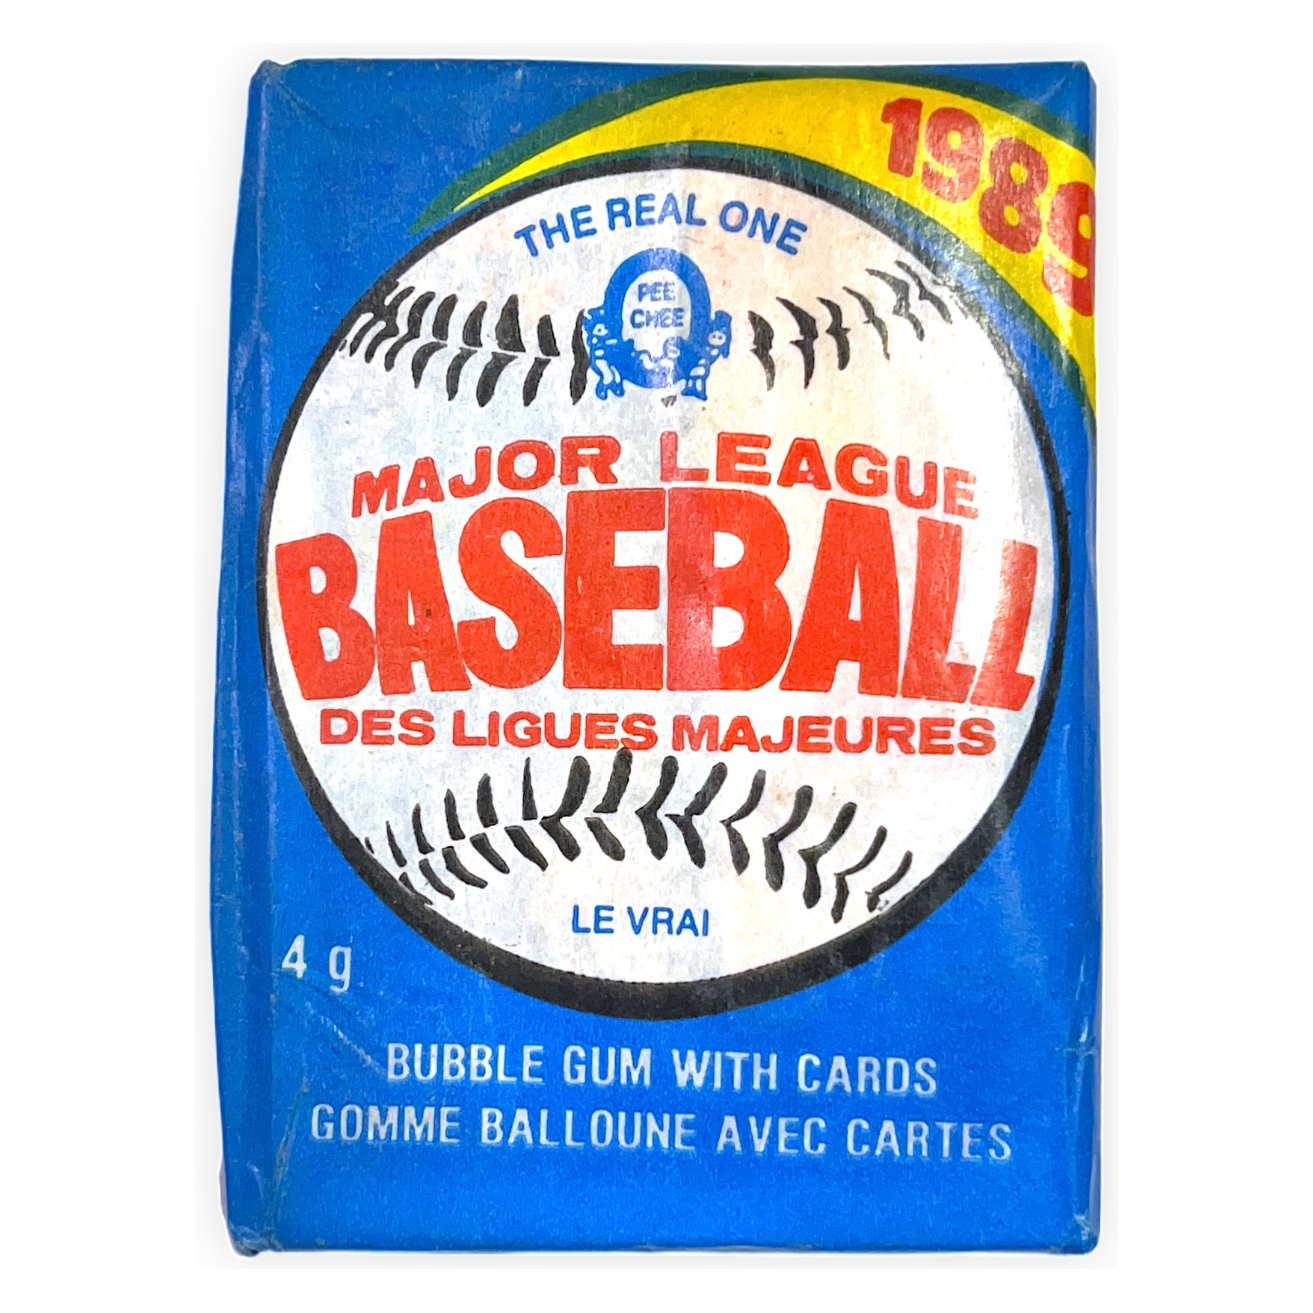 1989
THE REAL ONE
PEE
CHEE
MAJOR LEAGUE
BASEBALL
DES LIGUES MAJEURES
LE VRAI
4 g
BUBBLE GUM WITH CARDS
GOMME BALLOUNE AVEC CARTES